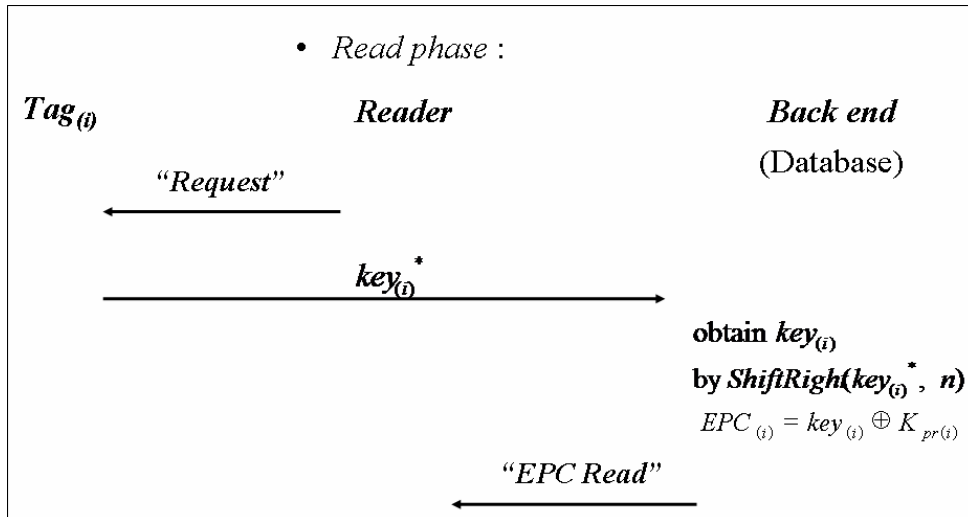 • Read phase :
Tag(i) Reader Back end
(Database)
“Request”
key(i)*
obtain key(i)
by ShiftRigh(key(i)*, n)
EPC(i) = key(i) ⊕ Kpr(i)
“EPC Read”